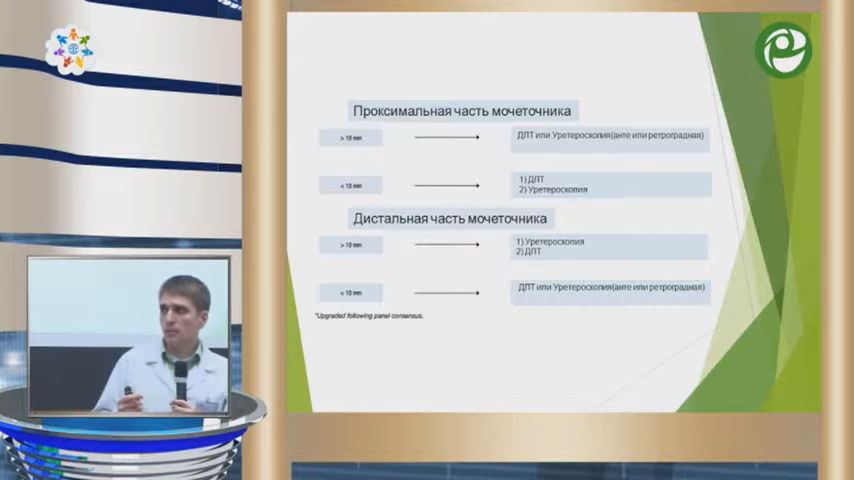 Проксимальная часть мочеточника
> 10 mm
ДЛТ или Уретероскопия(анте или ретроградная)
< 10 mm
1) ДЛТ
2) Уретероскопия
Дистальная часть мочеточника
> 10 mm
1) Уретероскопия
2) ДЛТ
< 10 mm
ДЛТ или Уретероскопия(анте или ретроградная)
*Upgraded following panel consensus.